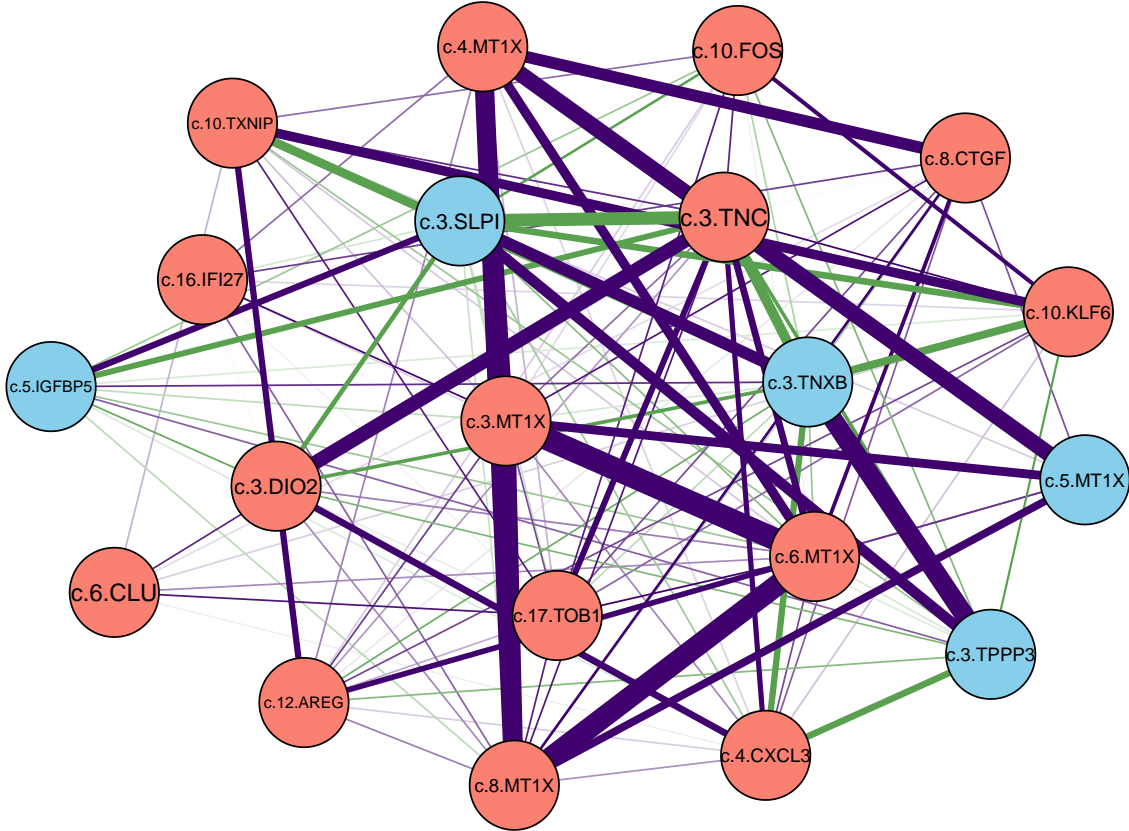 c.4.MT1X
c.10.FOS
c.10.TXNIP
c.8.CTGF
c.3.SLPI
c.3.TNC
c.16.IFI27
c.10.KLF6
c.5.IGFBP5
c.3.TNXB
c.3.MT1X
c.3.DIO2
c.5.MT1X
c.6.MT1X
c.6.CLU
c.17.TOB1
c.3.TPPP3
c.12.AREG
c.4.CXCL3
c.8.MT1X